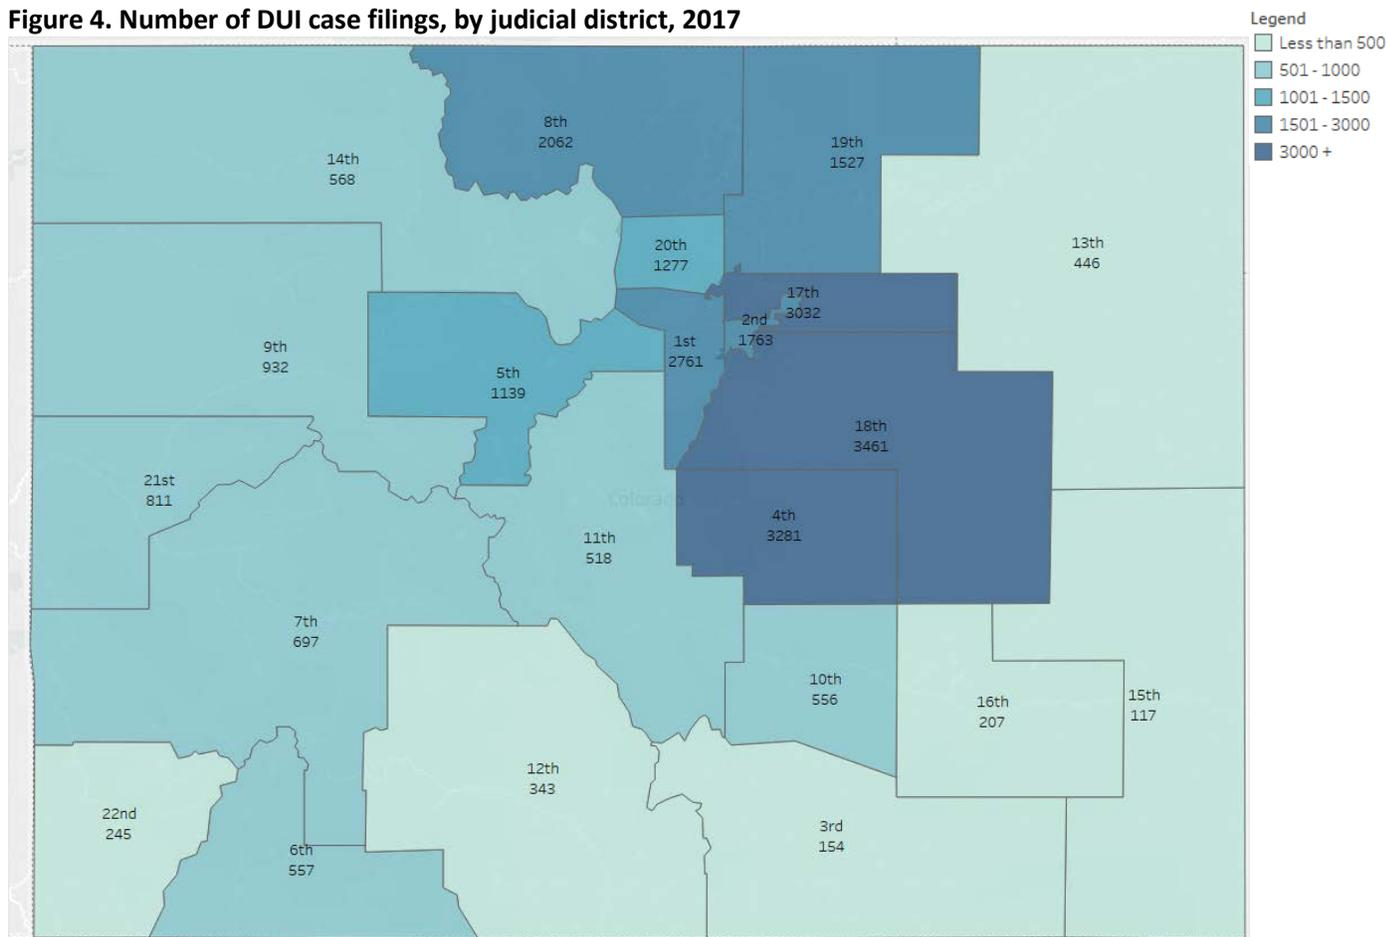 Figure 4. Number of DUI case filings, by judicial district, 2017
Legend
Less than 500
501 - 1000
1001 - 1500
1501 - 3000
3000 +
8th
2062
19th
1527
14th
568
20th
1277
13th
446
17th
3032
2nd
1763
1st
2761
9th
932
5th
1139
18th
3461
21st
811
Colorado
4th
3281
11th
518
7th
697
10th
556
16th
207
15th
117
12th
343
22nd
245
3rd
154
6th
557